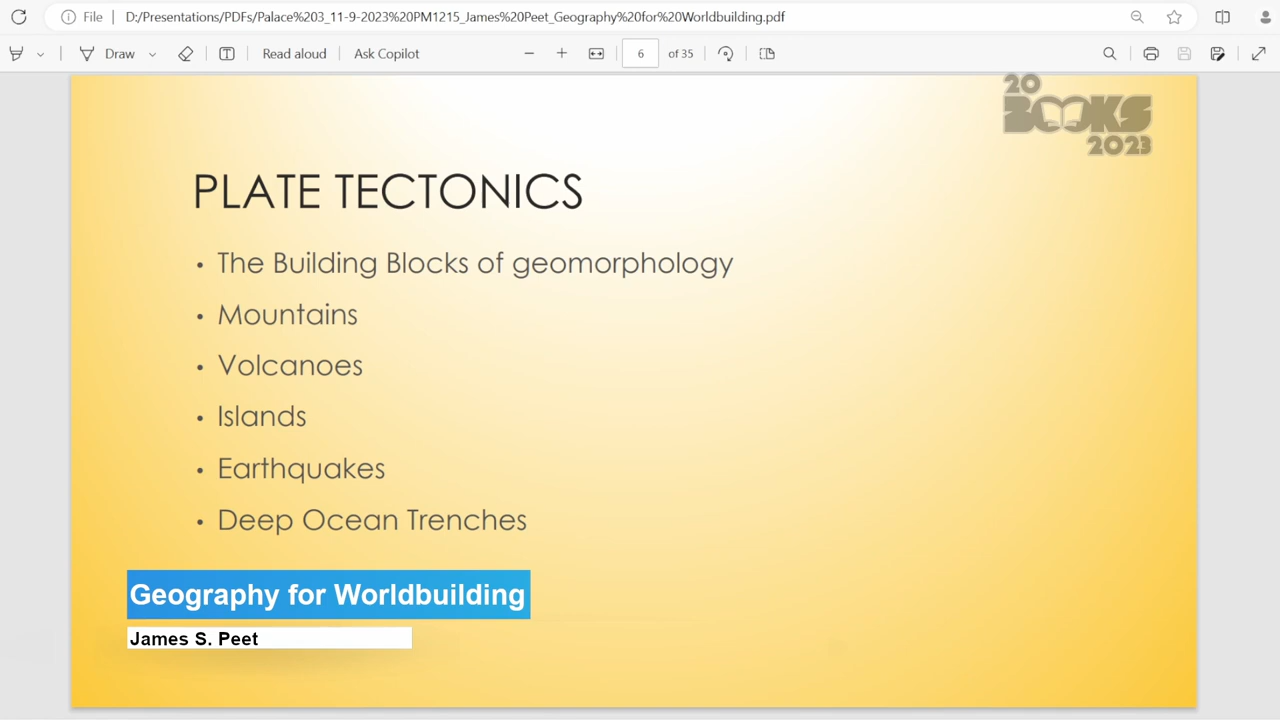 File D:/Presentations/PDFs/Palace%203_11-9-2023%20PM1215_James%20Peet_Geography%20for%20Worldbuilding.pdf
Draw Read aloud Ask Copilot 6 of 35
20
BOOKS
2023
PLATE TECTONICS
• The Building Blocks of geomorphology
• Mountains
• Volcanoes
• Islands
• Earthquakes
• Deep Ocean Trenches
Geography for Worldbuilding
James S. Peet